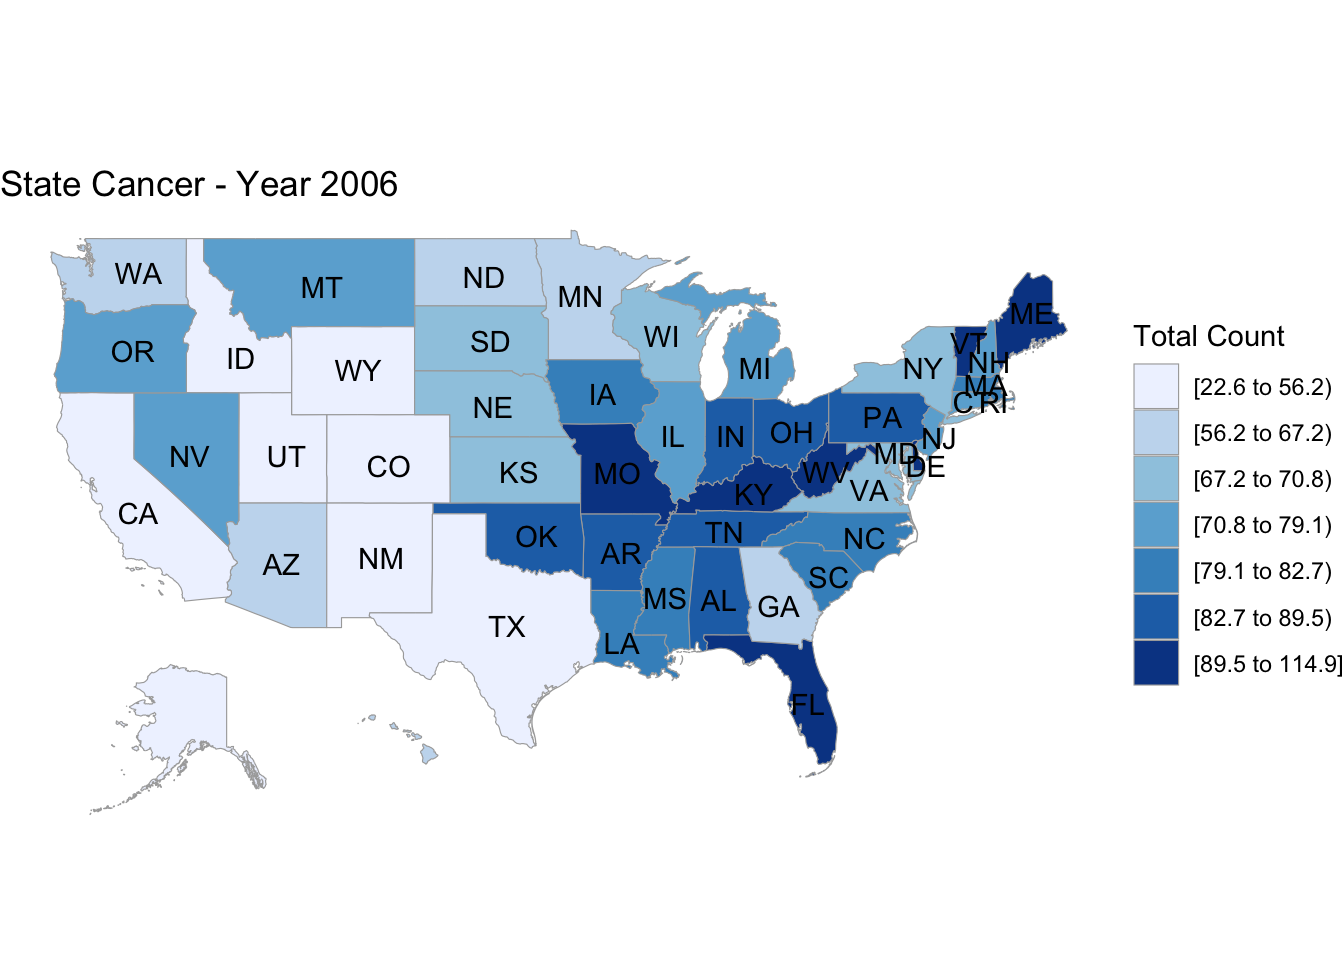 State Cancer - Year 2006
WA
MT
ND
MN
ME
OR
ID
WY
SD
WI
MI
NY
VT
NH
MA
CT
RI
NV
UT
CO
NE
IA
IL
IN
OH
PA
NJ
MD
DE
CA
KS
MO
KY
WV
VA
AZ
NM
OK
AR
TN
NC
SC
TX
LA
MS
AL
GA
FL
Total Count
[22.6 to 56.2)
[56.2 to 67.2)
[67.2 to 70.8)
[70.8 to 79.1)
[79.1 to 82.7)
[82.7 to 89.5)
[89.5 to 114.9]